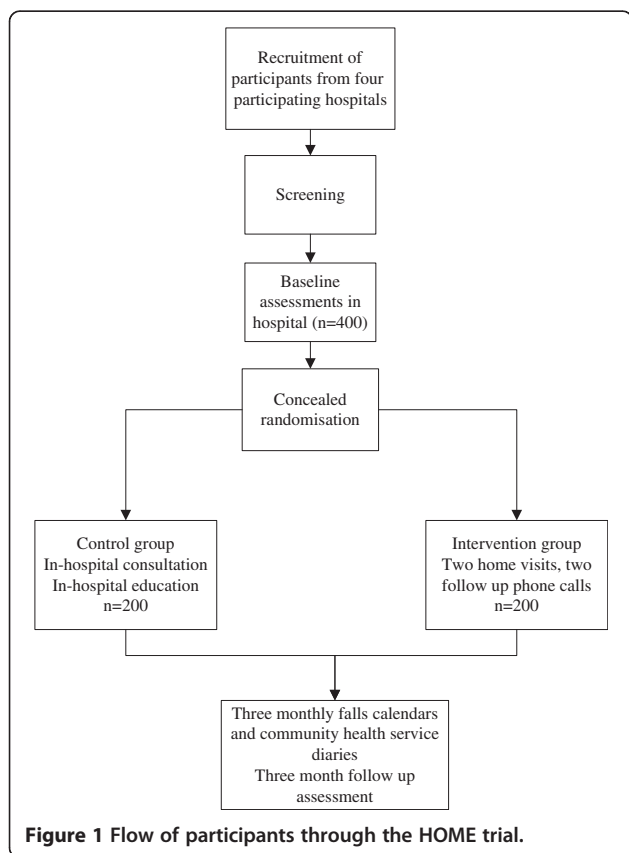 Recruitment of
participants from four
participating hospitals
Screening
Baseline
assessments in
hospital (n=400)
Concealed
randomisation
Control group
In-hospital consultation
In-hospital education
n=200
Intervention group
Two home visits, two
follow up phone calls
n=200
Three monthly falls calendars
and community health service
diaries
Three month follow up
assessment
Figure 1 Flow of participants through the HOME trial.